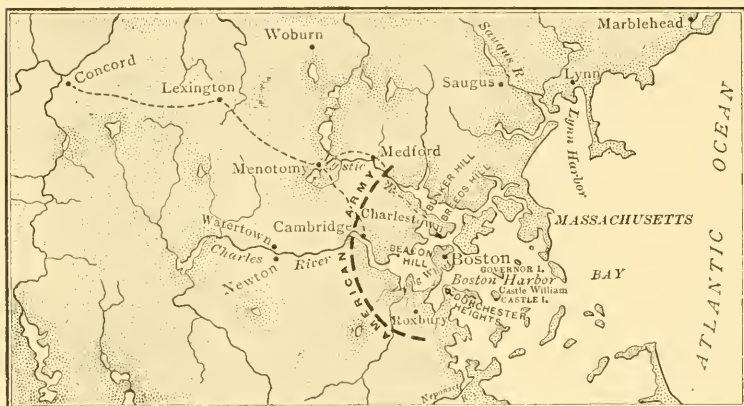 Marblehead
Woburn
Saugus R.
Concord
Lexington
Saugus
Lynn
Lynn Harbor
Medford
Menotomy
Mystic
R.
BUNKER HILL
BREEDS HILL
AMERICAN ARMY
Cambridge
Charlest
Watertown
Charles River
Newton
BEACON
HILL
Boston
GOVERNOR I.
Boston Harbor
Castle William
CASTLE I.
DORCHESTER
HEIGHTS
Roxbury
MASSACHUSETTS
BAY
ATLANTIC OCEAN